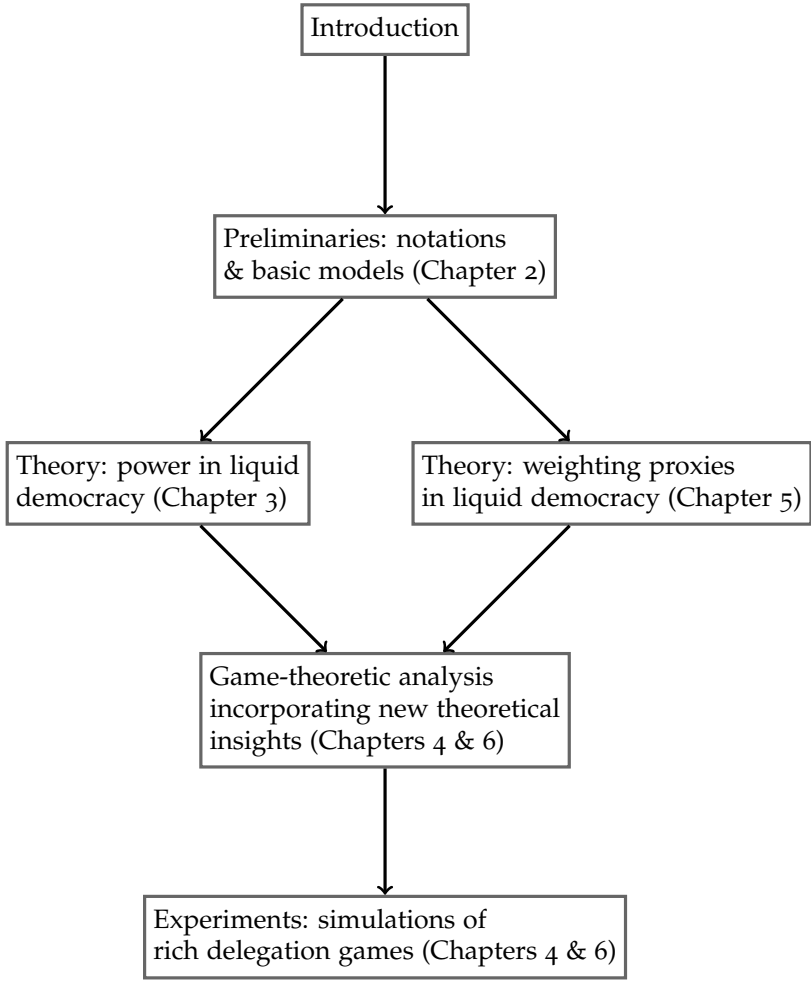 Introduction
Preliminaries: notations
& basic models (Chapter 2)
Theory: power in liquid
democracy (Chapter 3)
Theory: weighting proxies
in liquid democracy (Chapter 5)
Game-theoretic analysis
incorporating new theoretical
insights (Chapters 4 & 6)
Experiments: simulations of
rich delegation games (Chapters 4 & 6)